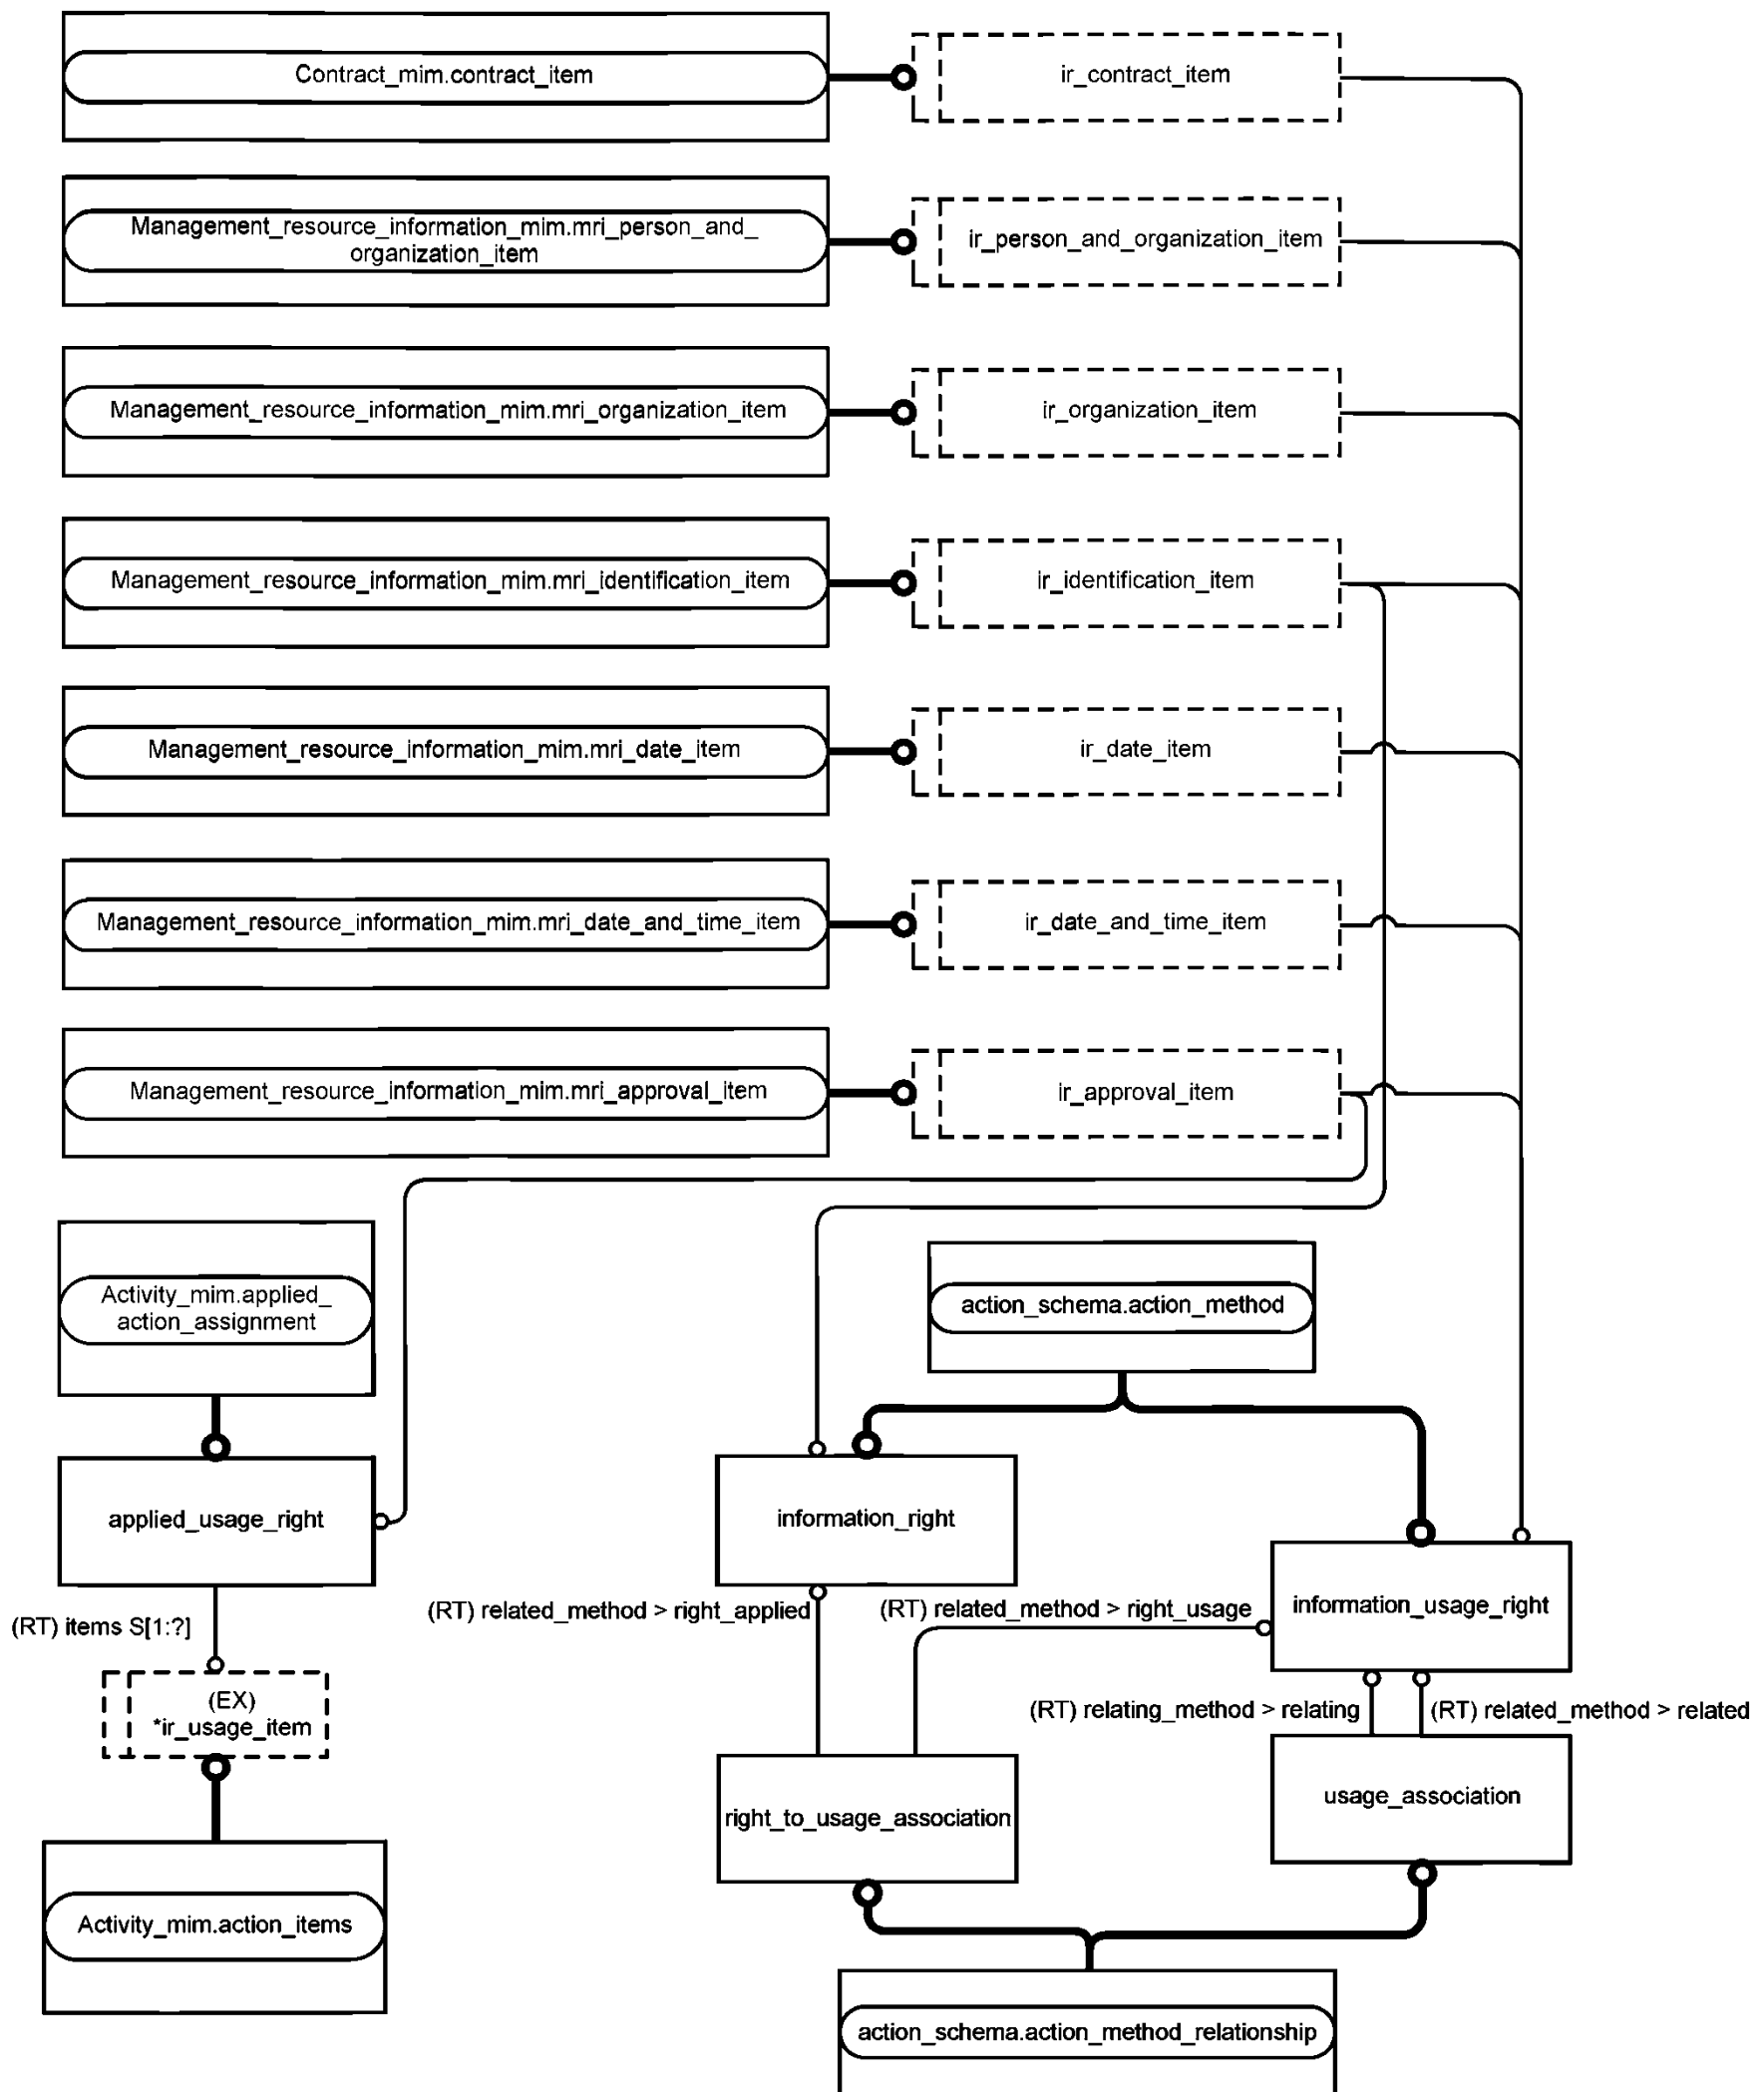 Contract_mim.contract_item
ir_contract_item
Management_resource_information_mim.mri_person_and_
organization_item
ir_person_and_organization_item
Management_resource_information_mim.mri_organization_item
ir_organization_item
Management_resource_information_mim.mri_identification_item
ir_identification_item
Management_resource_information_mim.mri_date_item
ir_date_item
Management_resource_information_mim.mri_date_and_time_item
ir_date_and_time_item
Management_resource_information_mim.mri_approval_item
ir_approval_item
Activity_mim.applied_
action_assignment
action_schema.action_method
applied_usage_right
information_right
information_usage_right
(RT) items S[1:?]
(RT) related_method > right_applied
(RT) related_method > right_usage
(EX)
*ir_usage_item
(RT) relating_method > relating
(RT) related_method > related
right_to_usage_association
usage_association
Activity_mim.action_items
action_schema.action_method_relationship